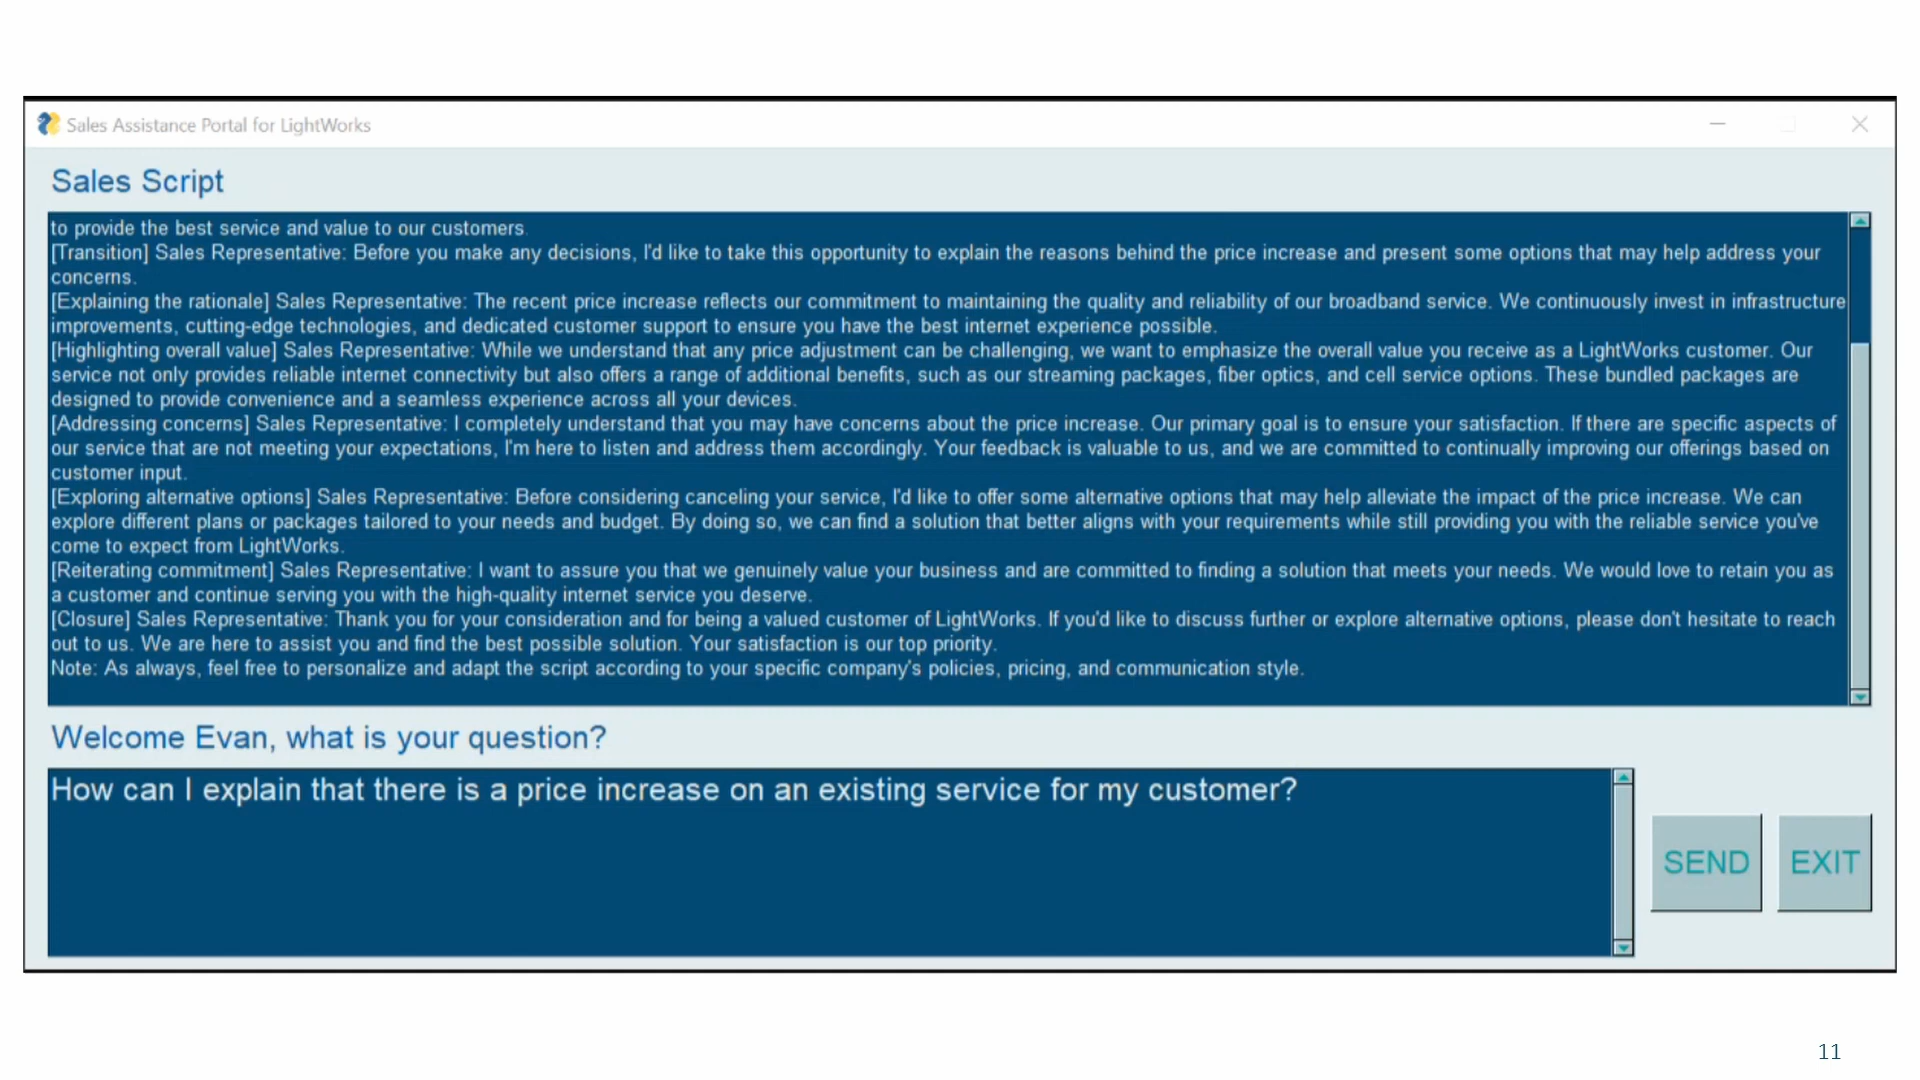 Sales Assistance Portal for LightWorks
Sales Script
to provide the best service and value to our customers.
[Transition] Sales Representative: Before you make any decisions, I'd like to take this opportunity to explain the reasons behind the price increase and present some options that may help address your
concerns.
[Explaining the rationale] Sales Representative: The recent price increase reflects our commitment to maintaining the quality and reliability of our broadband service. We continuously invest in infrastructure
improvements, cutting-edge technologies, and dedicated customer support to ensure you have the best internet experience possible.
[Highlighting overall value] Sales Representative: While we understand that any price adjustment can be challenging, we want to emphasize the overall value you receive as a LightWorks customer. Our
service not only provides reliable internet connectivity but also offers a range of additional benefits, such as our streaming packages, fiber optics, and cell service options. These bundled packages are
designed to provide convenience and a seamless experience across all your devices.
[Addressing concerns] Sales Representative: I completely understand that you may have concerns about the price increase. Our primary goal is to ensure your satisfaction. If there are specific aspects of
our service that are not meeting your expectations, I'm here to listen and address them accordingly. Your feedback is valuable to us, and we are committed to continually improving our offerings based on
customer input.
[Exploring alternative options] Sales Representative: Before considering canceling your service, I'd like to offer some alternative options that may help alleviate the impact of the price increase. We can
explore different plans or packages tailored to your needs and budget. By doing so, we can find a solution that better aligns with your requirements while still providing you with the reliable service you've
come to expect from LightWorks.
[Reiterating commitment] Sales Representative: I want to assure you that we genuinely value your business and are committed to finding a solution that meets your needs. We would love to retain you as
a customer and continue serving you with the high-quality internet service you deserve.
[Closure] Sales Representative: Thank you for your consideration and for being a valued customer of LightWorks. If you'd like to discuss further or explore alternative options, please don't hesitate to reach
out to us. We are here to assist you and find the best possible solution. Your satisfaction is our top priority.
Note: As always, feel free to personalize and adapt the script according to your specific company's policies, pricing, and communication style.
Welcome Evan, what is your question?
How can I explain that there is a price increase on an existing service for my customer?
SEND
EXIT
11